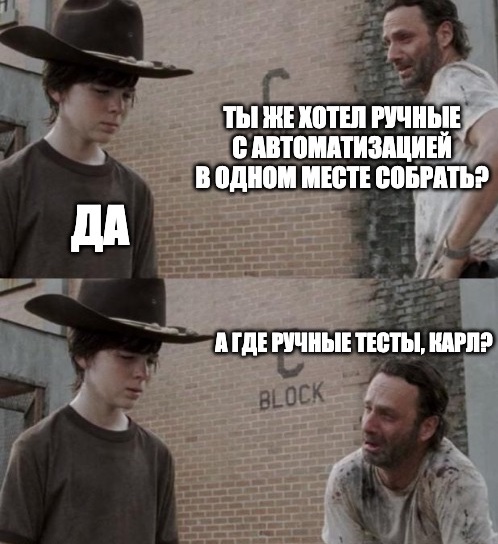 ТЫ ЖЕ ХОТЕЛ РУЧНЫЕ
С АВТОМАТИЗАЦИЕЙ
В ОДНОМ МЕСТЕ СОБРАТЬ?
ДА
А ГДЕ РУЧНЫЕ ТЕСТЫ, КАРЛ?
C
BLOCK